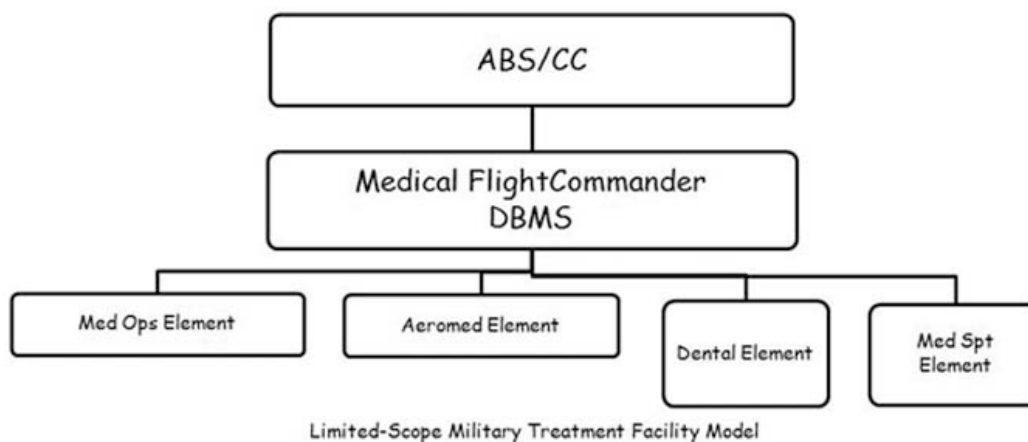 ABS/CC
Medical FlightCommander
DBMS
Med Ops Element
Aeromed Element
Dental Element
Med Spt
Element
Limited-Scope Military Treatment Facility Model